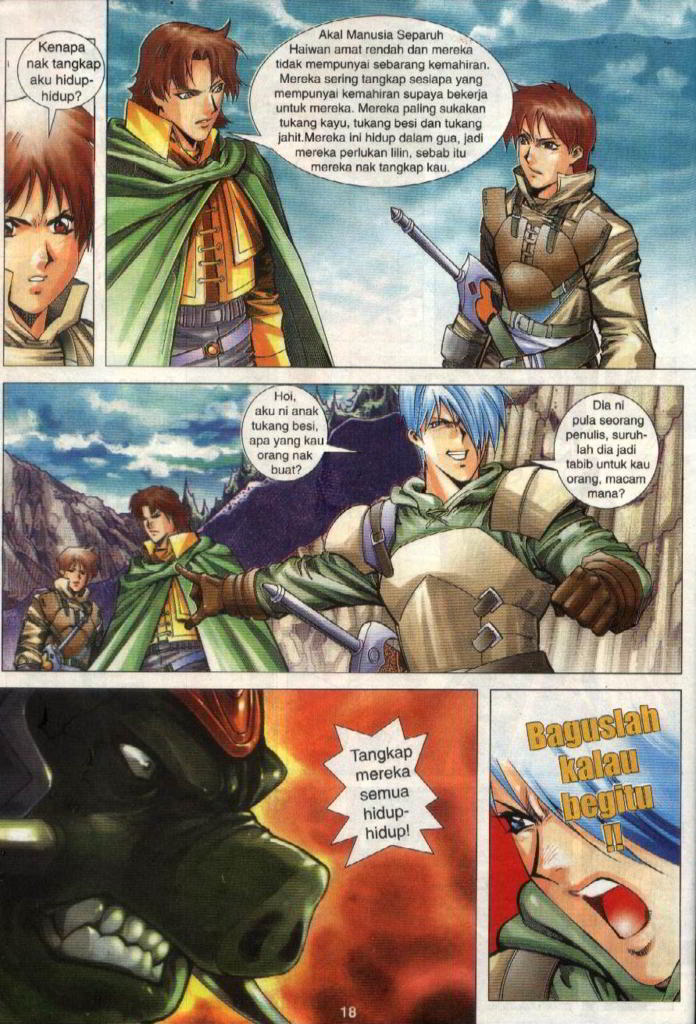 Kenapa
nak tangkap
aku hidup-
hidup?
Akal Manusia Separuh
Haiwan amat rendah dan mereka
tidak mempunyai sebarang kemahiran.
Mereka sering tangkap sesiapa yang
mempunyai kemahiran supaya bekerja
untuk mereka. Mereka paling sukakan
tukang kayu, tukang besi dan tukang
jahit.Mereka ini hidup dalam gua, jadi
mereka perlukan lilin, sebab itu
mereka nak tangkap kau.
Hoi,
aku ni anak
tukang besi,
apa yang kau
orang nak
buat?
Dia ni
pula seorang
penulis, suruh-
lah dia jadi
tabib untuk kau
orang, macam
mana?
Tangkap
mereka
semua
hidup-
hidup!
Baguslah
kalau
begitu
!!
18